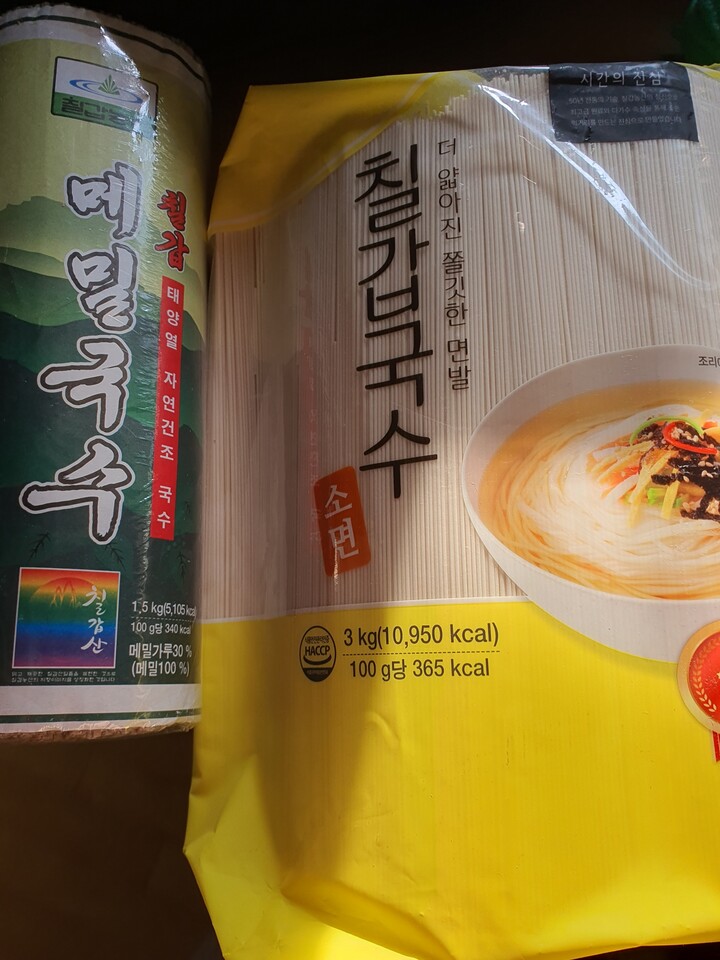 칠갑농산
칠갑
메밀국수
태양열 자연건조 국수
칠갑산
1.5 kg(5,105 kcal)
100 g당 340 kcal
메밀가루30 %
(메밀100 %)
시간의 진심
더 얇아진 쫄깃한 면발
칠갑국수
소면
HACCP
3 kg(10,950 kcal)
100 g당 365 kcal